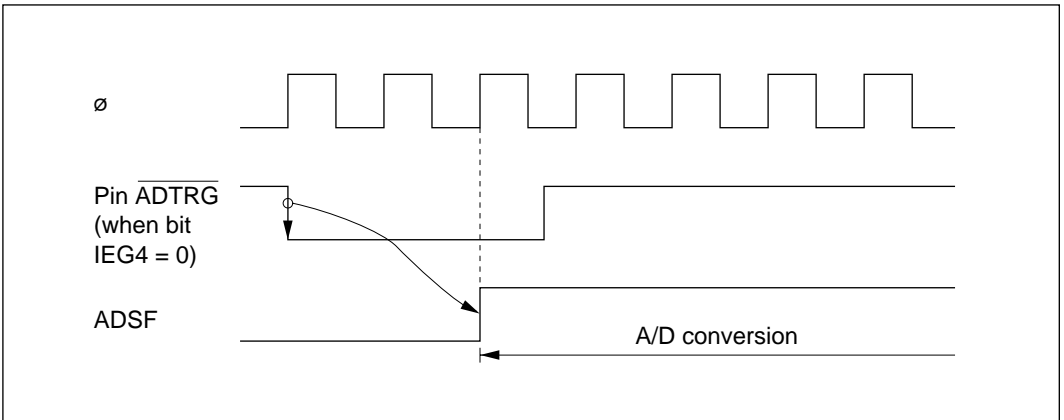 ø
Pin ADTRG
(when bit
IEG4 = 0)
ADSF
A/D conversion